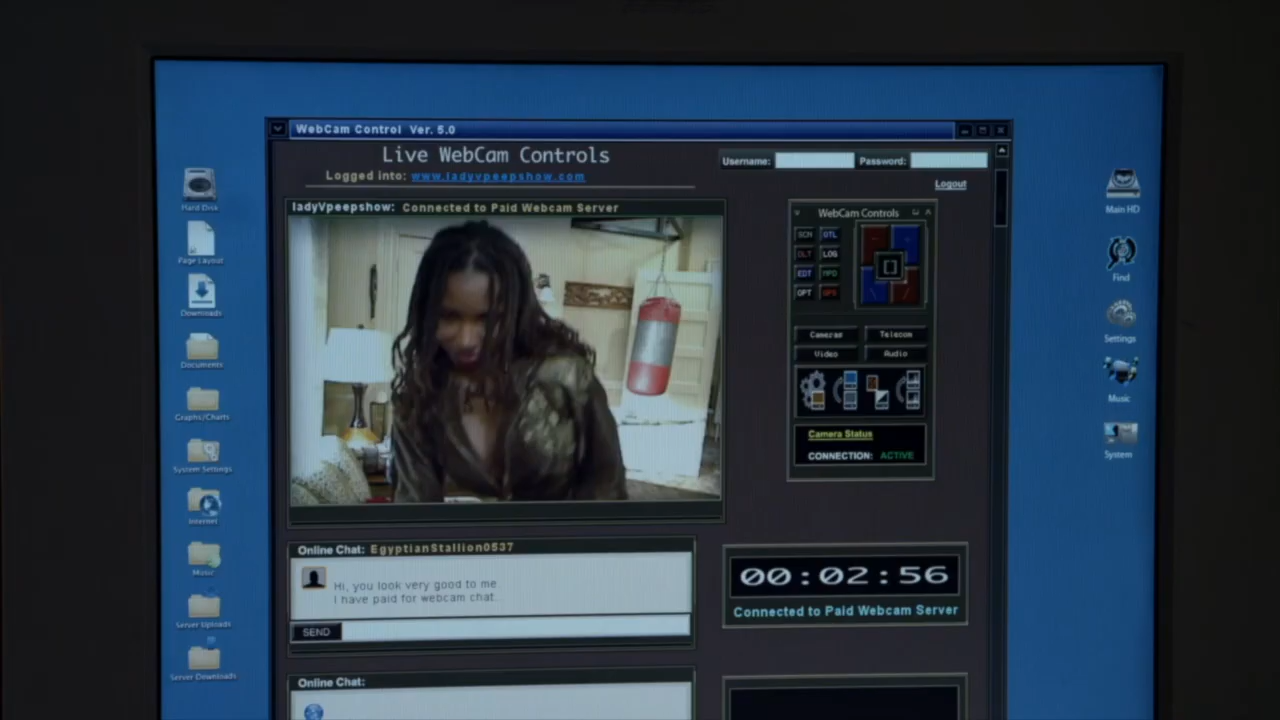 WebCam Control Ver. 5.0
Live WebCam Controls
Logged into: www.ladyvpeepshow.com
Username:
Password:
Logout
ladyVpeepshow: Connected to Paid Webcam Server
WebCam Controls
SCN
LOG
EDT
OPT
Cameras
Telecom
Video
Audio
Camera Status
CONNECTION: ACTIVE
Online Chat: EgyptianStallion0537
Hi, you look very good to me.
I have paid for webcam chat..
SEND
00:02:56
Connected to Paid Webcam Server
Online Chat:
Hard Disk
Page Layout
Downloads
Documents
Graphs/Charts
System Settings
Internet
Music
Server Uploads
Server Downloads
Main HD
Find
Settings
Music
System